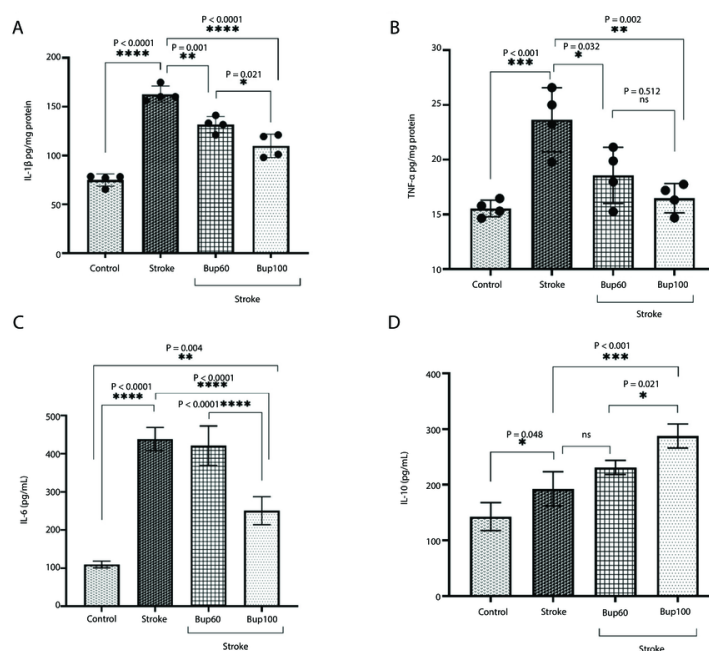 A
P < 0.0001
****
P < 0.0001
****
P = 0.001
**
P = 0.021
*
IL-1β pg/mg protein
200
150
100
50
0
Control
Stroke
Bup60
Bup100
Stroke
B
P = 0.002
**
P < 0.001
***
P = 0.032
*
P = 0.512
ns
TNF-α pg/mg protein
30
25
20
15
10
Control
Stroke
Bup60
Bup100
Stroke
C
P = 0.004
**
P < 0.0001
****
P < 0.0001
****
P < 0.0001 ****
IL-6 (pg/mL)
500
400
300
200
100
0
Control
Stroke
Bup60
Bup100
Stroke
D
P < 0.001
***
P = 0.021
*
P = 0.048
*
ns
IL-10 (pg/mL)
400
300
200
100
0
Control
Stroke
Bup60
Bup100
Stroke